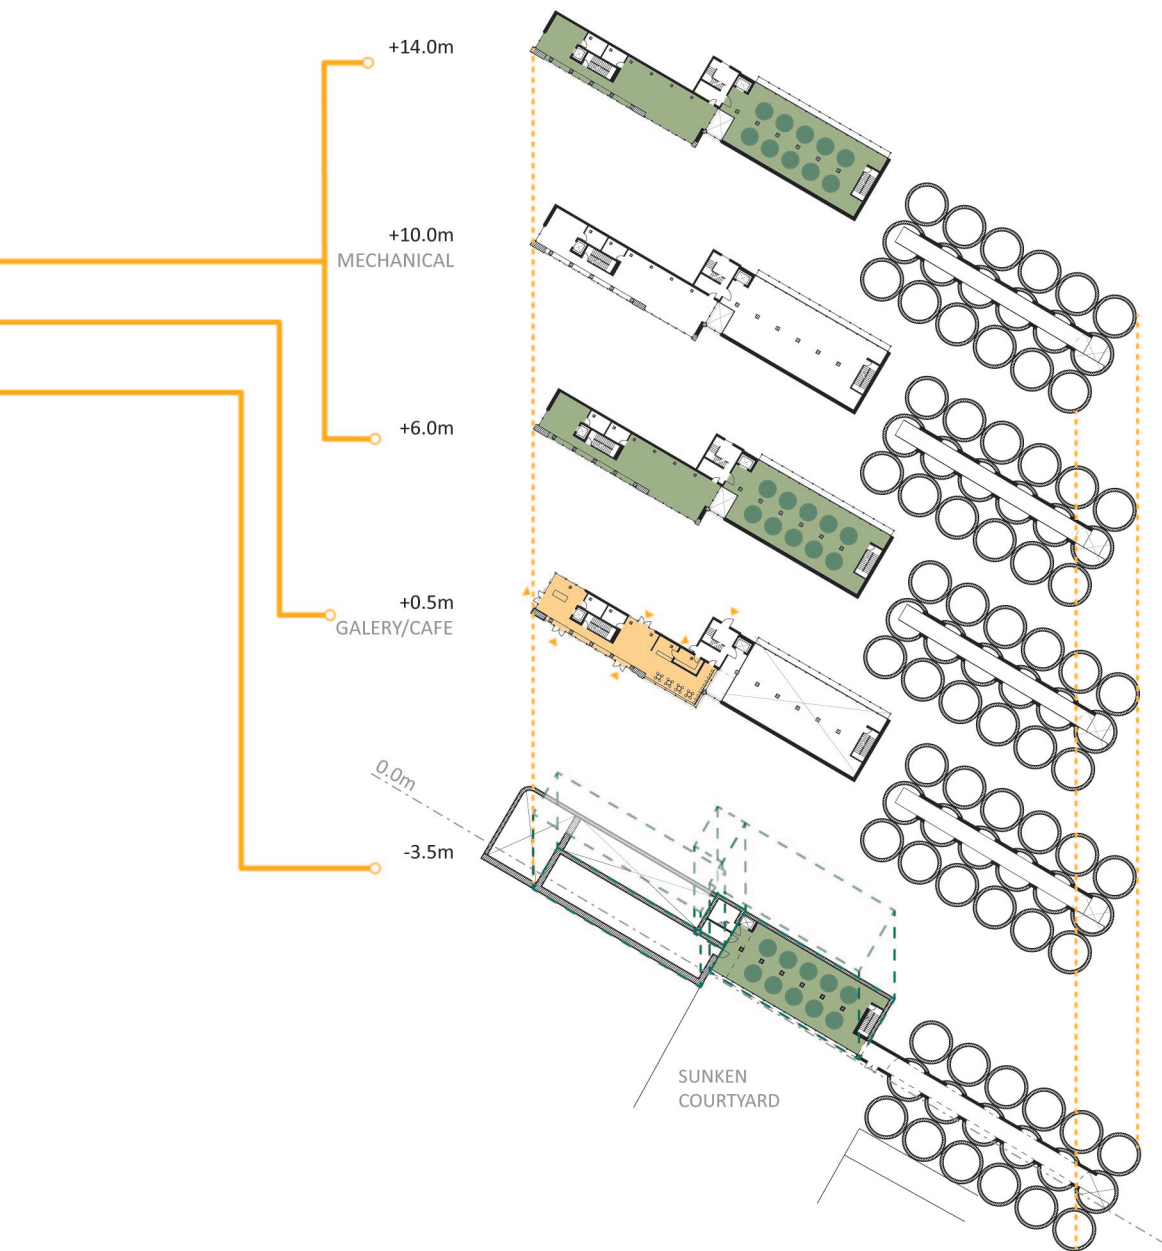 +14.0m
+10.0m
MECHANICAL
+6.0m
+0.5m
GALERY/CAFE
0.0m
-3.5m
SUNKEN
COURTYARD